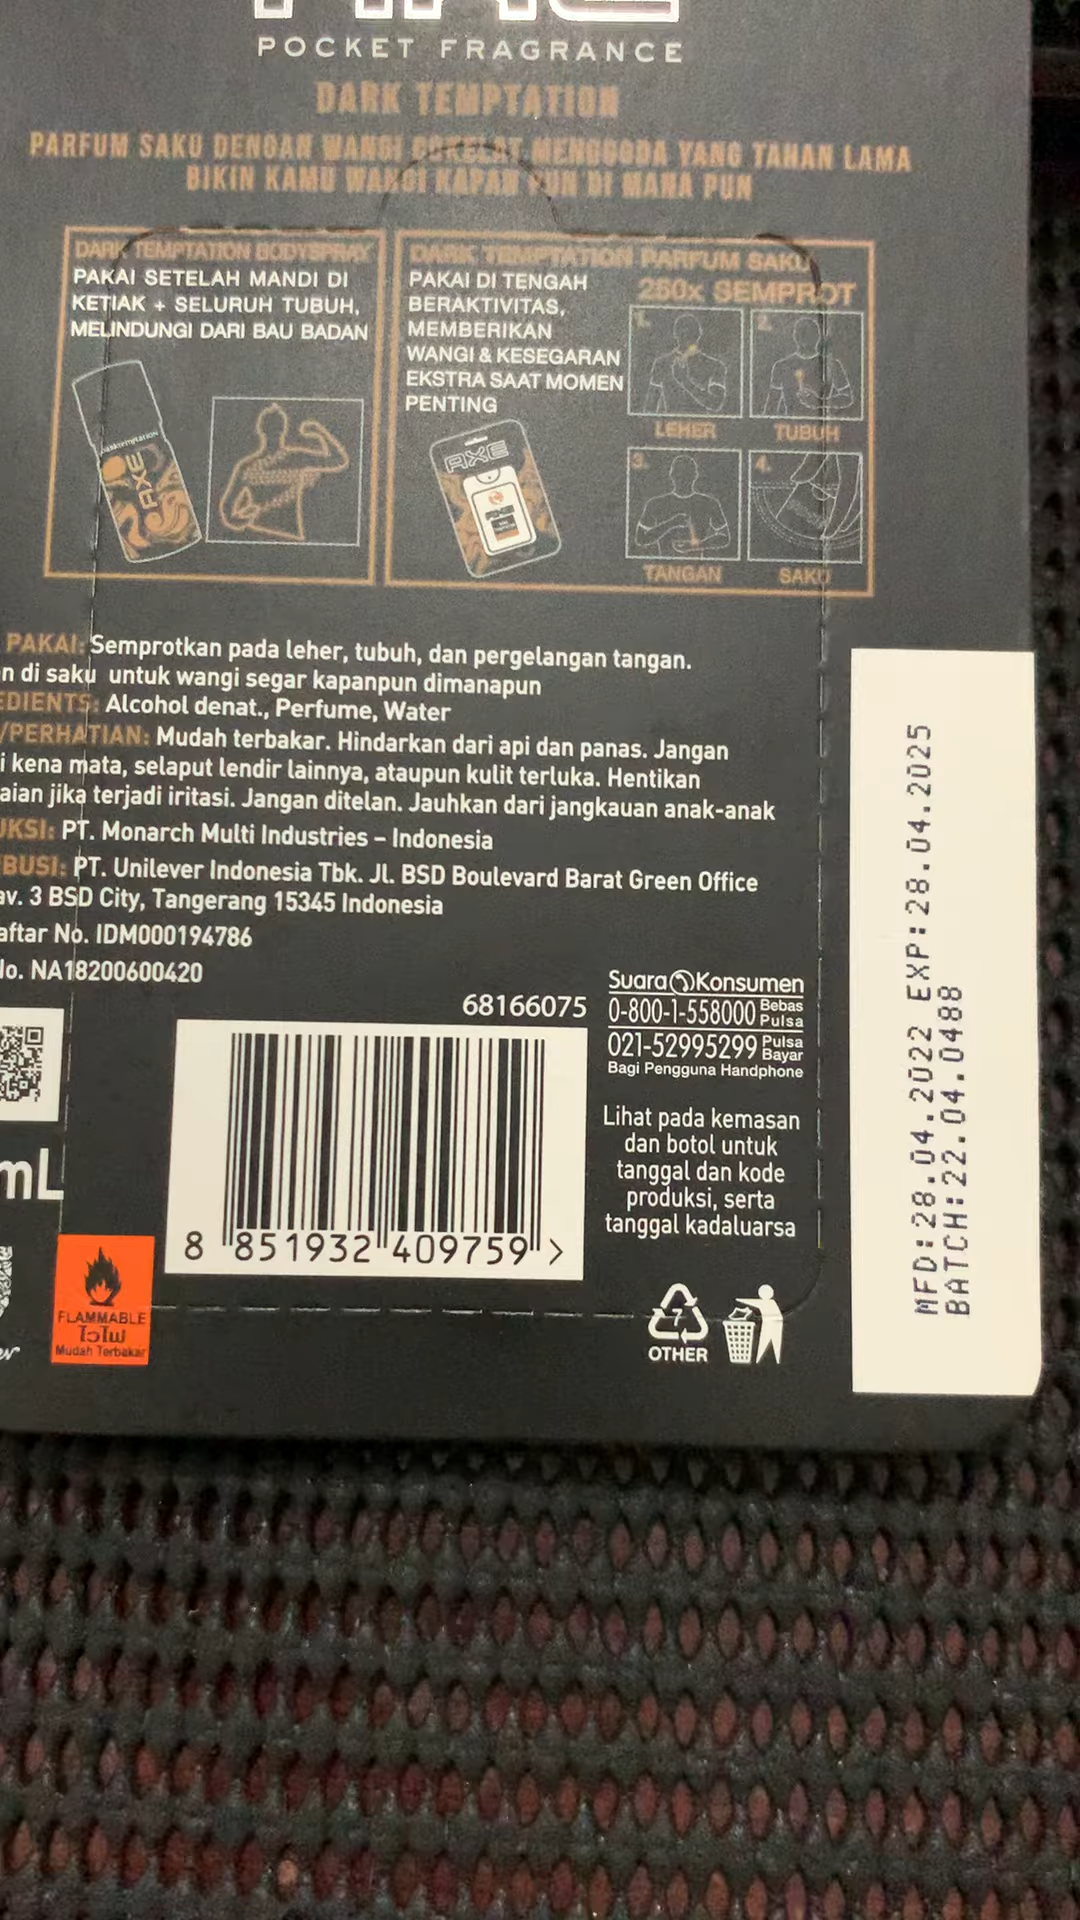 AXE
POCKET FRAGRANCE
DARK TEMPTATION
PARFUM SAKU DENGAN WANGI COKELAT MENGGODA YANG TAHAN LAMA
BIKIN KAMU WANGI KAPAN PUN DI MANA PUN
DARK TEMPTATION BODYSPRAY
PAKAI SETELAH MANDI DI
KETIAK + SELURUH TUBUH,
MELINDUNGI DARI BAU BADAN
darktemptation
AXE
DARK TEMPTATION PARFUM SAKU
PAKAI DI TENGAH
BERAKTIVITAS,
MEMBERIKAN
WANGI & KESEGARAN
EKSTRA SAAT MOMEN
PENTING
AXE
250x SEMPROT
1.
2.
LEHER
TUBUH
3.
4.
TANGAN
SAKU
PAKAI: Semprotkan pada leher, tubuh, dan pergelangan tangan.
n di saku untuk wangi segar kapanpun dimanapun
EDIENTS: Alcohol denat., Perfume, Water
/PERHATIAN: Mudah terbakar. Hindarkan dari api dan panas. Jangan
i kena mata, selaput lendir lainnya, ataupun kulit terluka. Hentikan
aian jika terjadi iritasi. Jangan ditelan. Jauhkan dari jangkauan anak-anak
UKSI: PT. Monarch Multi Industries – Indonesia
BUSI: PT. Unilever Indonesia Tbk. Jl. BSD Boulevard Barat Green Office
av. 3 BSD City, Tangerang 15345 Indonesia
aftar No. IDM000194786
No. NA18200600420
68166075
Suara Konsumen
0-800-1-558000 Bebas Pulsa
021-52995299 Pulsa Bayar
Bagi Pengguna Handphone
Lihat pada kemasan
dan botol untuk
tanggal dan kode
produksi, serta
tanggal kadaluarsa
mL
8 851932 409759 >
FLAMMABLE
ไวไฟ
Mudah Terbakar
7
OTHER
MFD:28.04.2022 EXP:28.04.2025
BATCH:22.04.0488